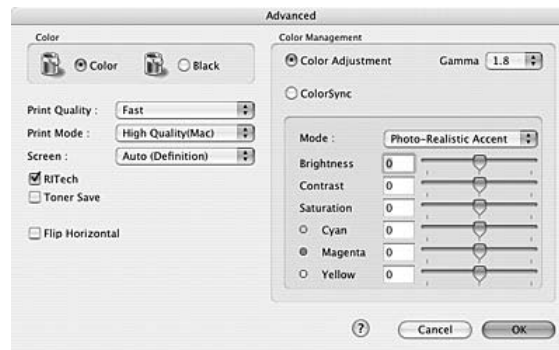 Advanced
Color
Color
Black
Print Quality :
Fast
Print Mode :
High Quality(Mac)
Screen :
Auto (Definition)
RITech
Toner Save
Flip Horizontal
Color Management
Color Adjustment
Gamma
1.8
ColorSync
Mode :
Photo-Realistic Accent
Brightness
0
Contrast
0
Saturation
0
Cyan
0
Magenta
0
Yellow
0
?
Cancel
OK